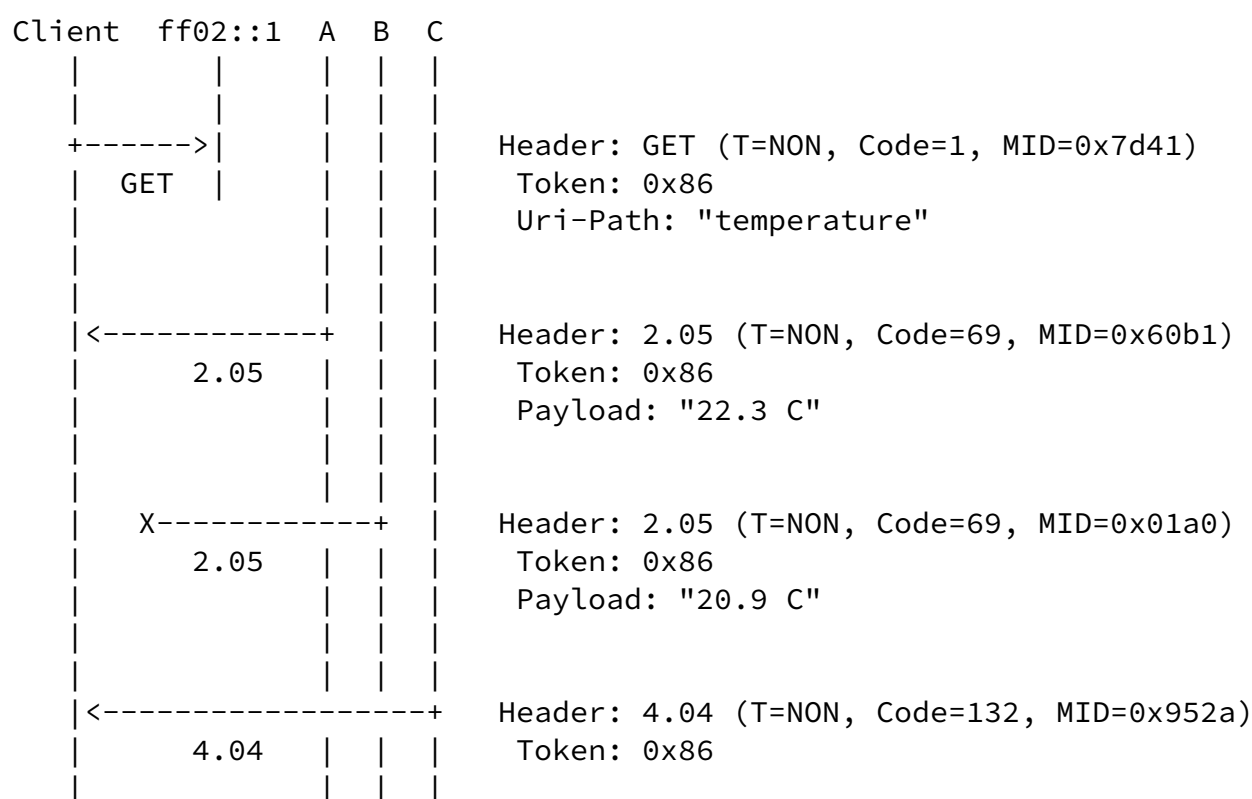 Client  ff02::1  A  B  C
Header: GET (T=NON, Code=1, MID=0x7d41)
GET Token: 0x86
Uri-Path: "temperature"
Header: 2.05 (T=NON, Code=69, MID=0x60b1)
2.05 Token: 0x86
Payload: "22.3 C"
X Header: 2.05 (T=NON, Code=69, MID=0x01a0)
2.05 Token: 0x86
Payload: "20.9 C"
Header: 4.04 (T=NON, Code=132, MID=0x952a)
4.04 Token: 0x86